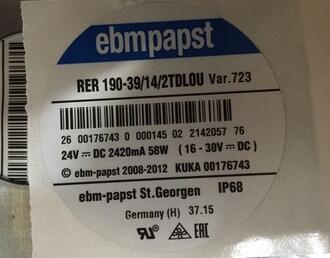 ebmpapst
RER 190-39/14/2TDLOU Var.723
26 00176743 0 000145 02 2142057 76
24V ⎓ DC 2420mA 58W (16 - 30V ⎓ DC)
© ebm-papst 2008-2012 KUKA 00176743
ebm-papst St.Georgen IP68
Germany (H) 37.15
EAC